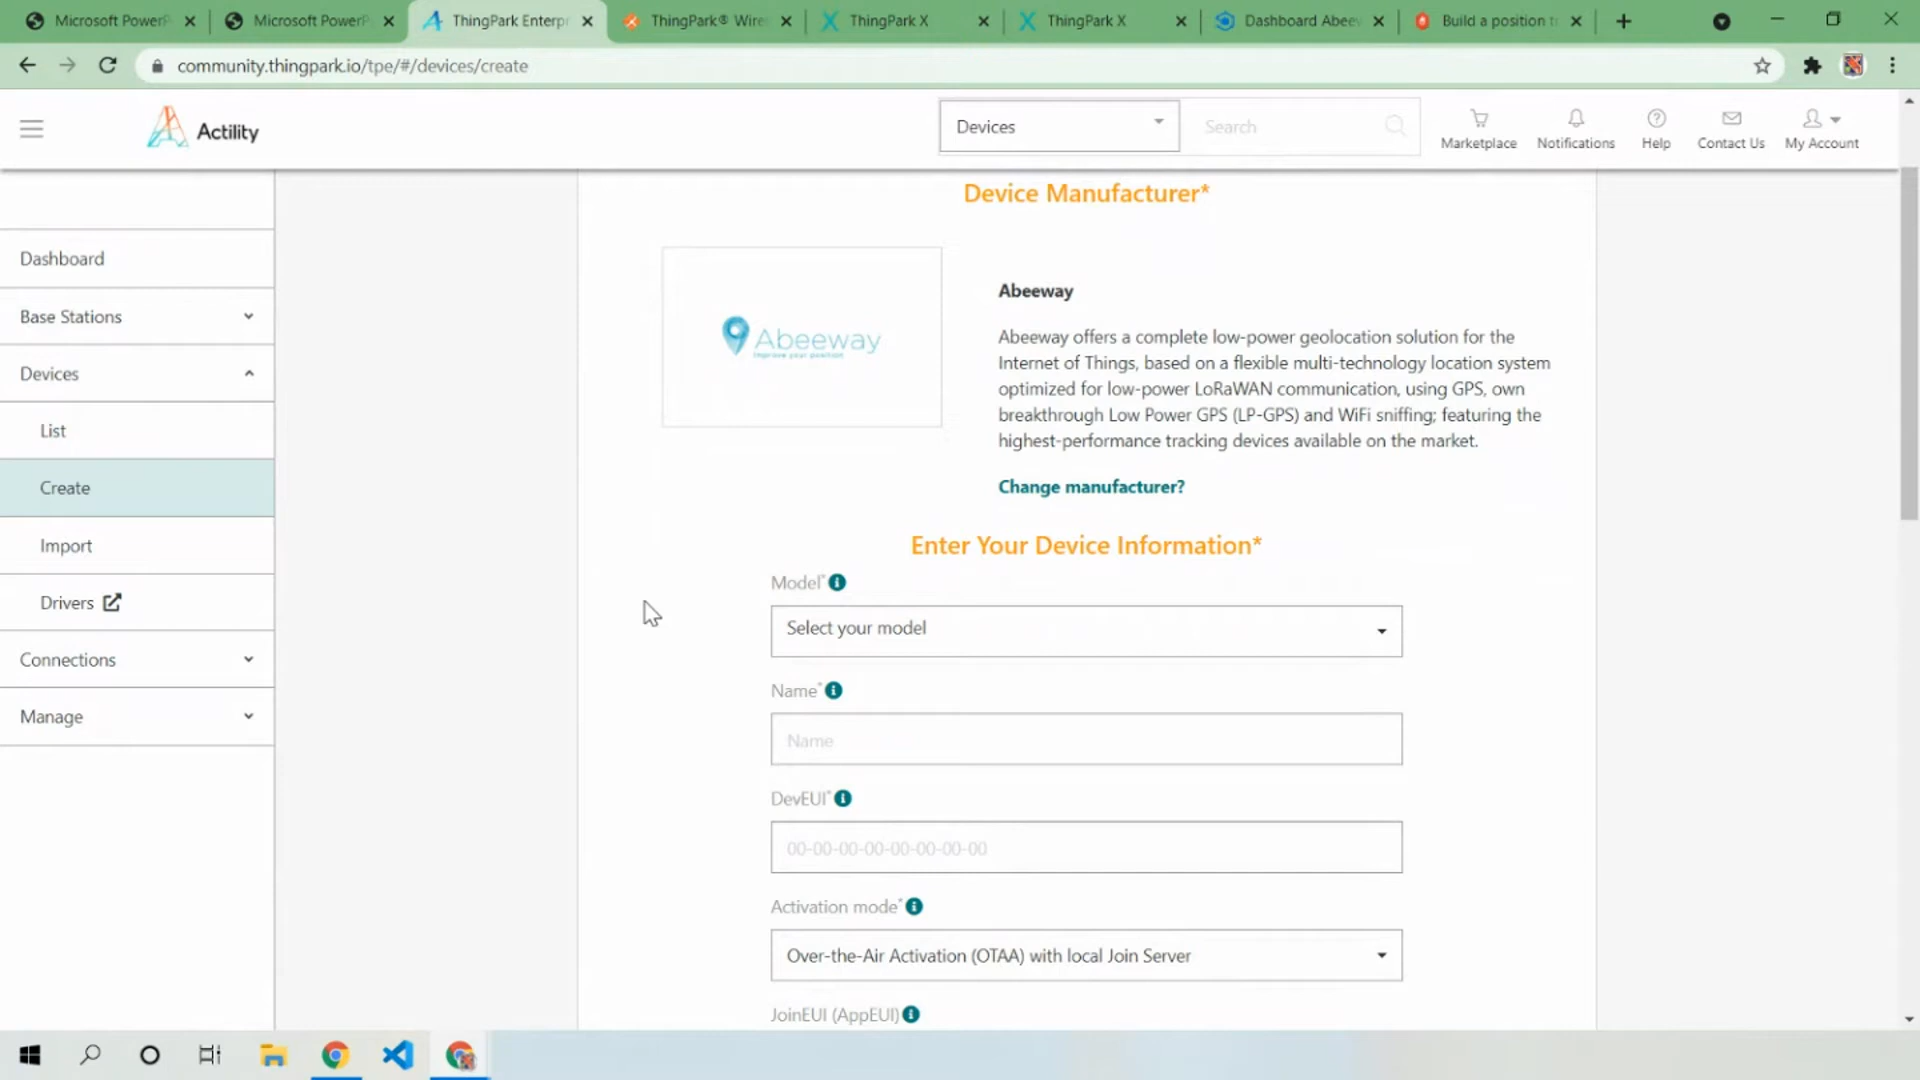 Microsoft PowerP
Microsoft PowerP
ThingPark Enterpr
ThingPark® Wire
ThingPark X
ThingPark X
Dashboard Abeew
Build a position t
community.thingpark.io/tpe/#/devices/create
Actility
Devices
Search
Marketplace
Notifications
Help
Contact Us
My Account
Dashboard
Base Stations
Devices
List
Create
Import
Drivers
Connections
Manage
Device Manufacturer*
Abeeway
Improve your position
Abeeway
Abeeway offers a complete low-power geolocation solution for the
Internet of Things, based on a flexible multi-technology location system
optimized for low-power LoRaWAN communication, using GPS, own
breakthrough Low Power GPS (LP-GPS) and WiFi sniffing; featuring the
highest-performance tracking devices available on the market.
Change manufacturer?
Enter Your Device Information*
Model*
Select your model
Name*
Name
DevEUI*
00-00-00-00-00-00-00-00
Activation mode*
Over-the-Air Activation (OTAA) with local Join Server
JoinEUI (AppEUI)